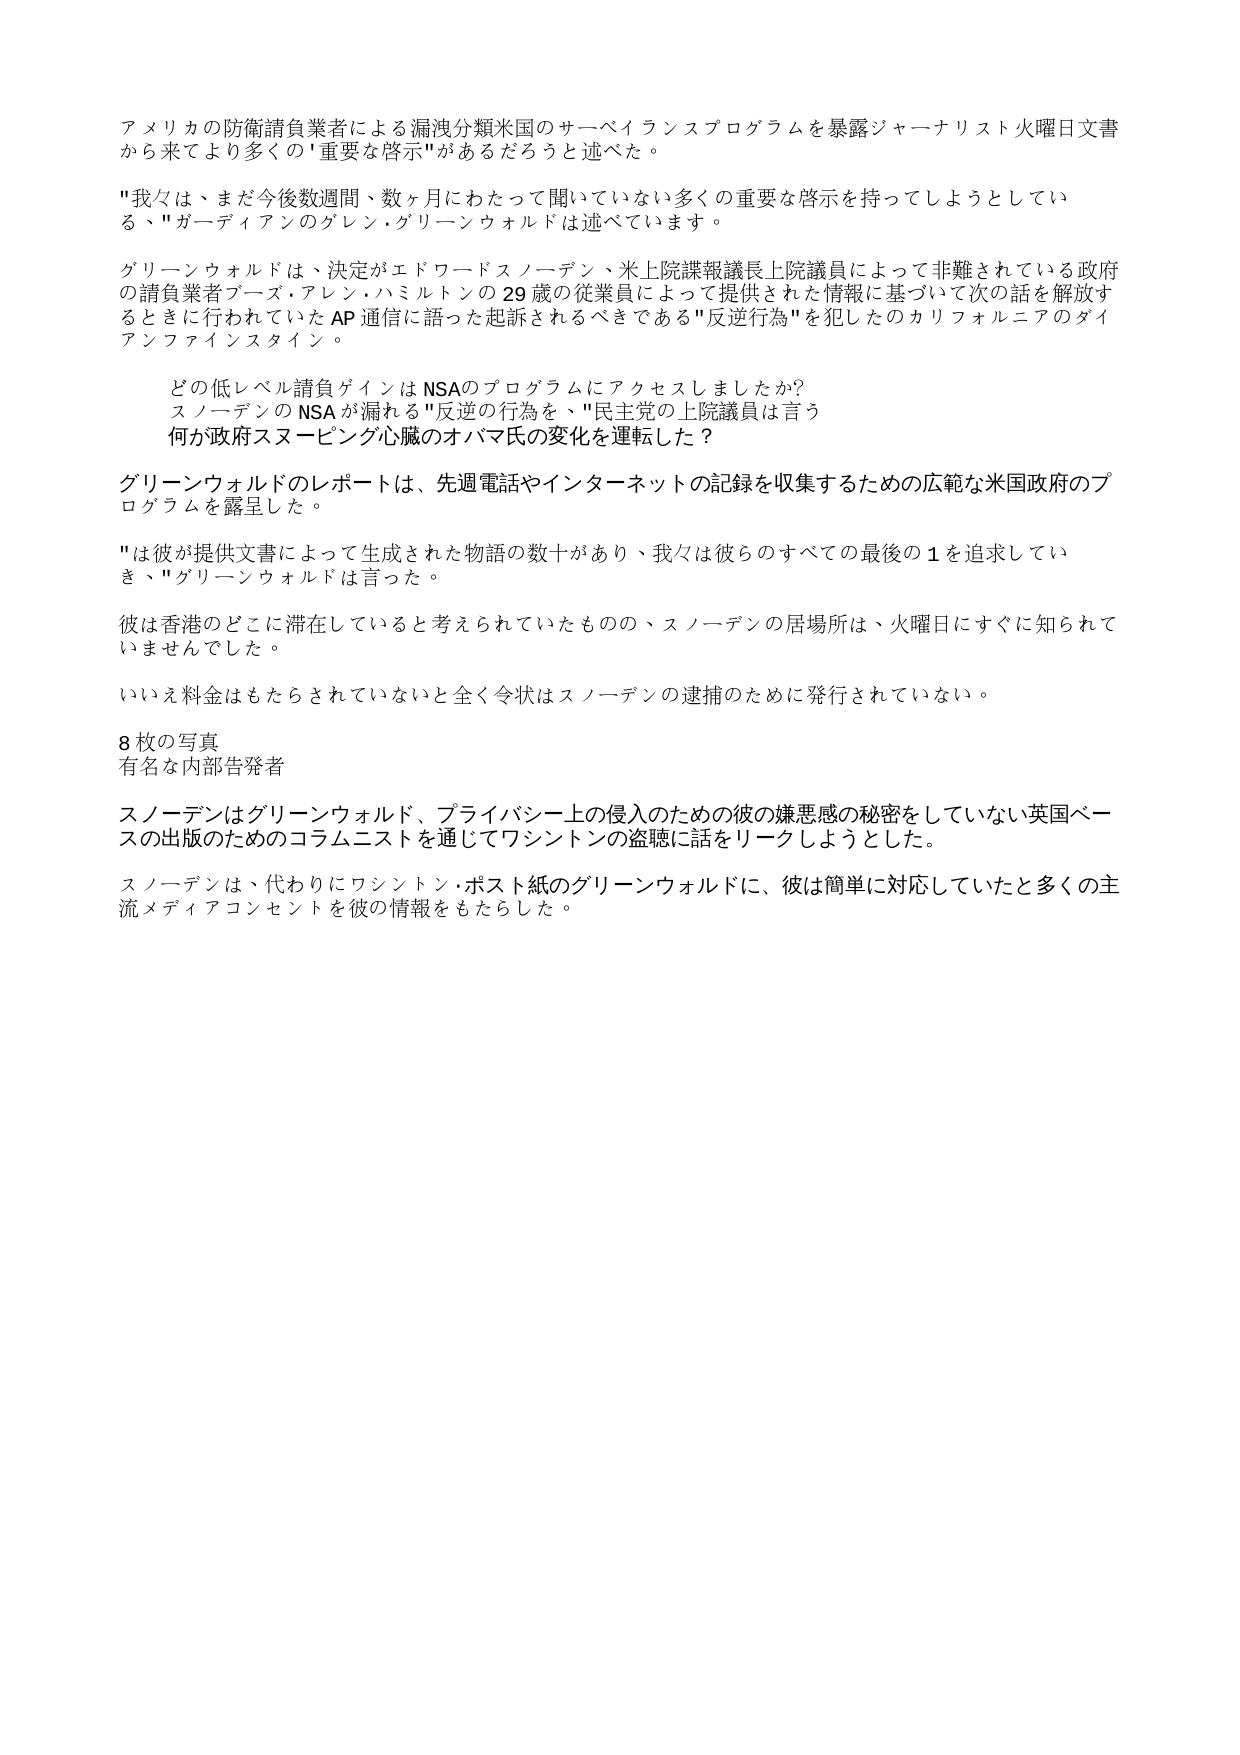 アメリカの防衛請負業者による漏洩分類米国のサーベイランスプログラムを暴露ジャーナリスト火曜日文書
から来てより多くの'重要な啓示"があるだろうと述べた。
"我々は、まだ今後数週間、数ヶ月にわたって聞いていない多くの重要な啓示を持ってしようとしてい
る、"ガーディアンのグレン･グリーンウォルドは述べています。
グリーンウォルドは、決定がエドワードスノーデン、米上院諜報議長上院議員によって非難されている政府
の請負業者ブーズ･アレン･ハミルトンの 29 歳の従業員によって提供された情報に基づいて次の話を解放す
るときに行われていた AP 通信に語った起訴されるべきである"反逆行為"を犯したのカリフォルニアのダイ
アンファインスタイン。
どの低レベル請負ゲインは NSAのプログラムにアクセスしましたか?
スノーデンの NSA が漏れる"反逆の行為を、"民主党の上院議員は言う
何が政府スヌーピング心臓のオバマ氏の変化を運転した？
グリーンウォルドのレポートは、先週電話やインターネットの記録を収集するための広範な米国政府のプ
ログラムを露呈した。
"は彼が提供文書によって生成された物語の数十があり、我々は彼らのすべての最後の 1 を追求してい
き、"グリーンウォルドは言った。
彼は香港のどこに滞在していると考えられていたものの、スノーデンの居場所は、火曜日にすぐに知られて
いませんでした。
いいえ料金はもたらされていないと全く令状はスノーデンの逮捕のために発行されていない。
8 枚の写真
有名な内部告発者
スノーデンはグリーンウォルド、プライバシー上の侵入のための彼の嫌悪感の秘密をしていない英国ベー
スの出版のためのコラムニストを通じてワシントンの盗聴に話をリークしようとした。
スノーデンは、代わりにワシントン･ポスト紙のグリーンウォルドに、彼は簡単に対応していたと多くの主
流メディアコンセントを彼の情報をもたらした。